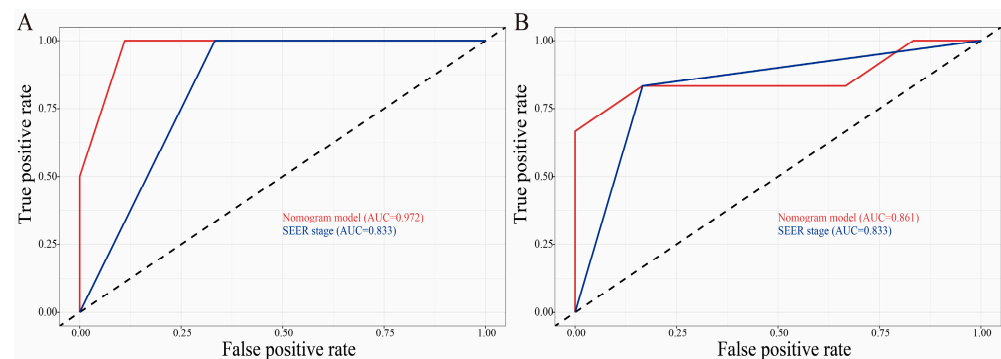 A
True positive rate
1.00
0.75
0.50
0.25
0.00
Nomogram model (AUC=0.972)
SEER stage (AUC=0.833)
0.00 0.25 0.50 0.75 1.00
False positive rate
B
True positive rate
1.00
0.75
0.50
0.25
0.00
Nomogram model (AUC=0.861)
SEER stage (AUC=0.833)
0.00 0.25 0.50 0.75 1.00
False positive rate